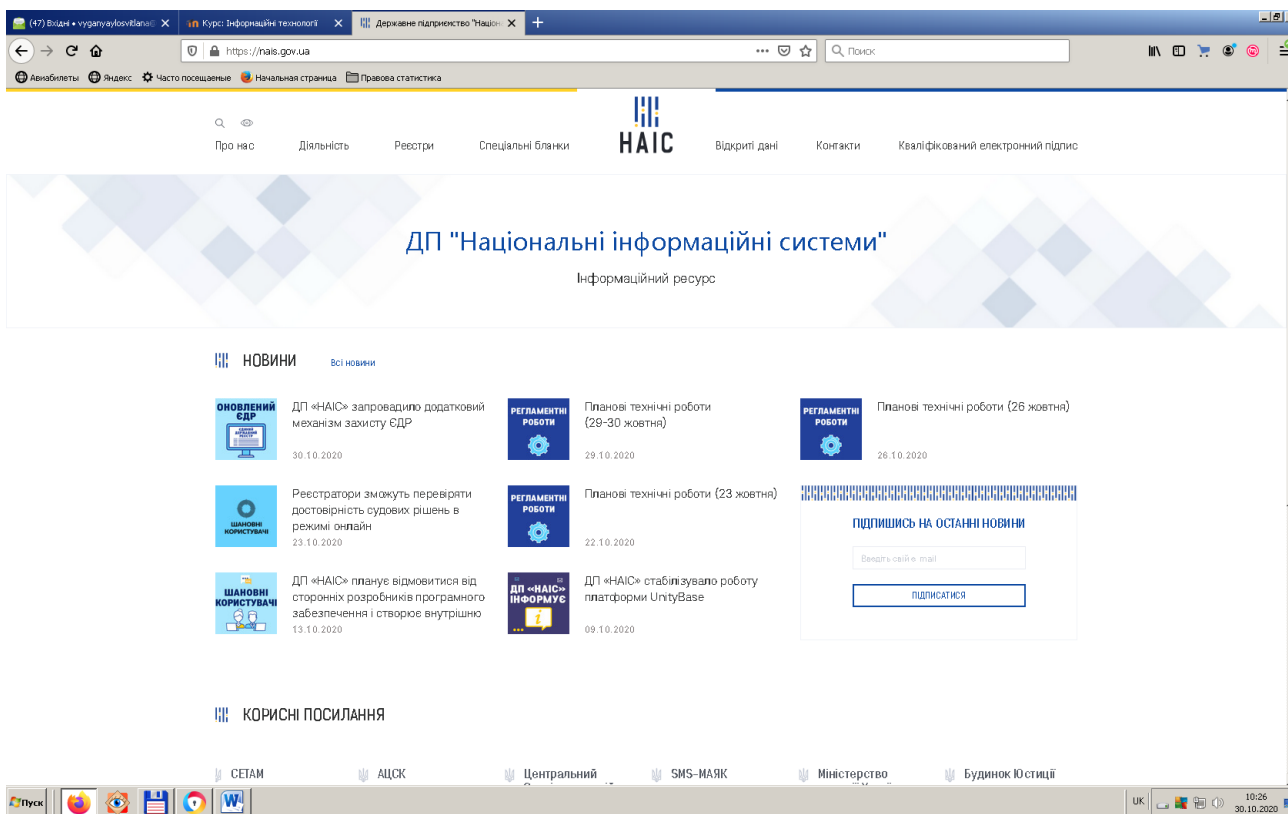 (47) Вхідні • vyganyaylosvitlana@
Курс: Інформаційні технології
Державне підприємство "Націон
https://nais.gov.ua
Поиск
Авиабилеты
Яндекс
Часто посещаемые
Начальная страница
Правова статистика
Про нас
Діяльність
Реєстри
Спеціальні бланки
НАІС
Відкриті дані
Контакти
Кваліфікований електронний підпис
ДП "Національні інформаційні системи"
Інформаційний ресурс
НОВИНИ
Всі новини
ОНОВЛЕНИЙ
ЄДР
ДП «НАІС» запровадило додатковий
механізм захисту ЄДР
30.10.2020
РЕГЛАМЕНТНІ
РОБОТИ
Планові технічні роботи
(29-30 жовтня)
29.10.2020
РЕГЛАМЕНТНІ
РОБОТИ
Планові технічні роботи (26 жовтня)
26.10.2020
ШАНОВНІ
КОРИСТУВАЧІ
Реєстратори зможуть перевіряти
достовірність судових рішень в
режимі онлайн
23.10.2020
РЕГЛАМЕНТНІ
РОБОТИ
Планові технічні роботи (23 жовтня)
22.10.2020
ПІДПИШИСЬ НА ОСТАННІ НОВИНИ
Введіть свій e mail
ПІДПИСАТИСЯ
ШАНОВНІ
КОРИСТУВАЧІ
ДП «НАІС» планує відмовитися від
сторонніх розробників програмного
забезпечення і створює внутрішню
13.10.2020
ДП «НАІС»
ІНФОРМУЄ
ДП «НАІС» стабілізувало роботу
платформи UnityBase
09.10.2020
КОРИСНІ ПОСИЛАННЯ
СЕТАМ
АЦСК
Центральний
SMS-МАЯК
Міністерство
Будинок Юстиції
Пуск
UK
10:26
30.10.2020